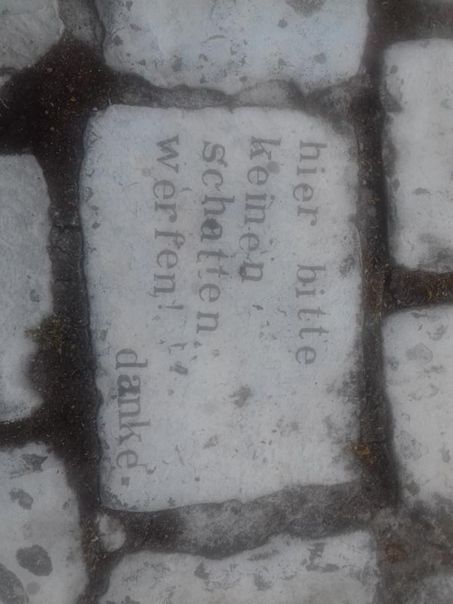 hier bitte
keinen
schatten
werfen!
danke.